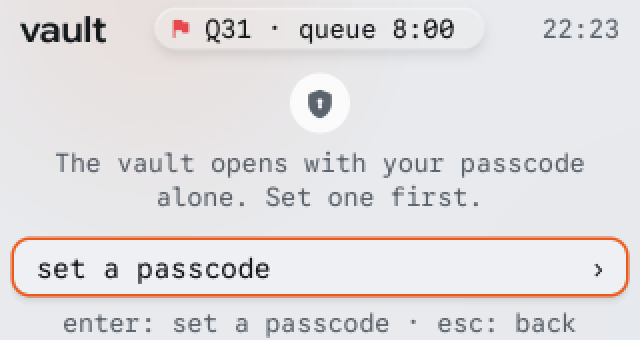 vault
Q31 · queue 8:00
22:23
The vault opens with your passcode
alone. Set one first.
set a passcode ›
enter: set a passcode · esc: back